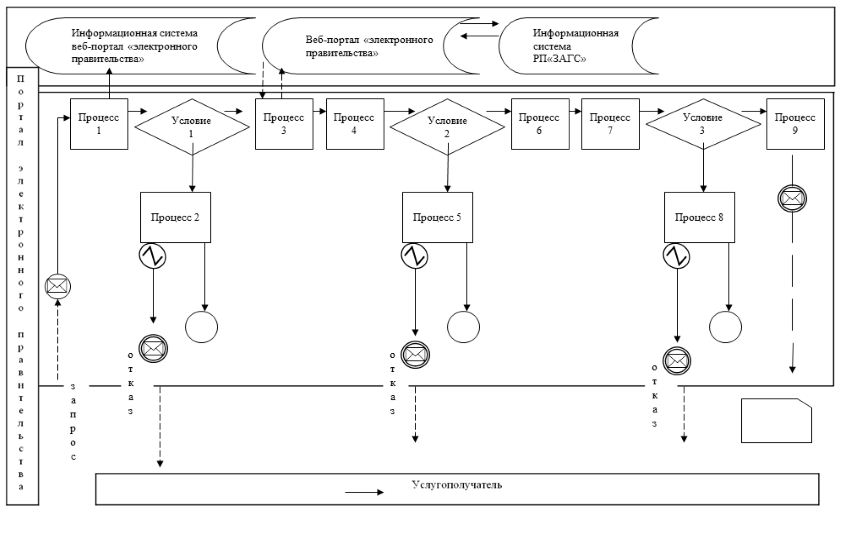 Информационная система
веб-портал «электронного
правительства»
Веб-портал «электронного
правительства»
Информационная
система
РП«ЗАГС»
Портал электронного правительства
Процесс
1
Условие
1
Процесс
3
Процесс
4
Условие
2
Процесс
6
Процесс
7
Условие
3
Процесс
9
Процесс 2
Процесс 5
Процесс 8
запрос
отказ
отказ
отказ
Услугополучатель